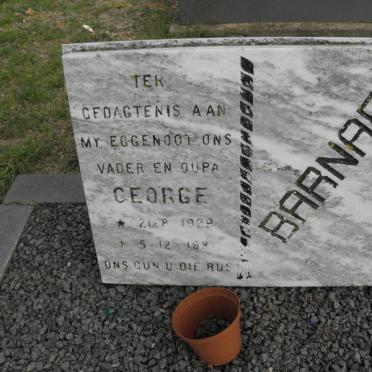 TER
GEDAGTENIS AAN
MY EGGENOOT ONS
VADER EN OUPA
GEORGE
* 21.8.1929
+ 5.12.199
ONS GUN U DIE RUS
BARNA